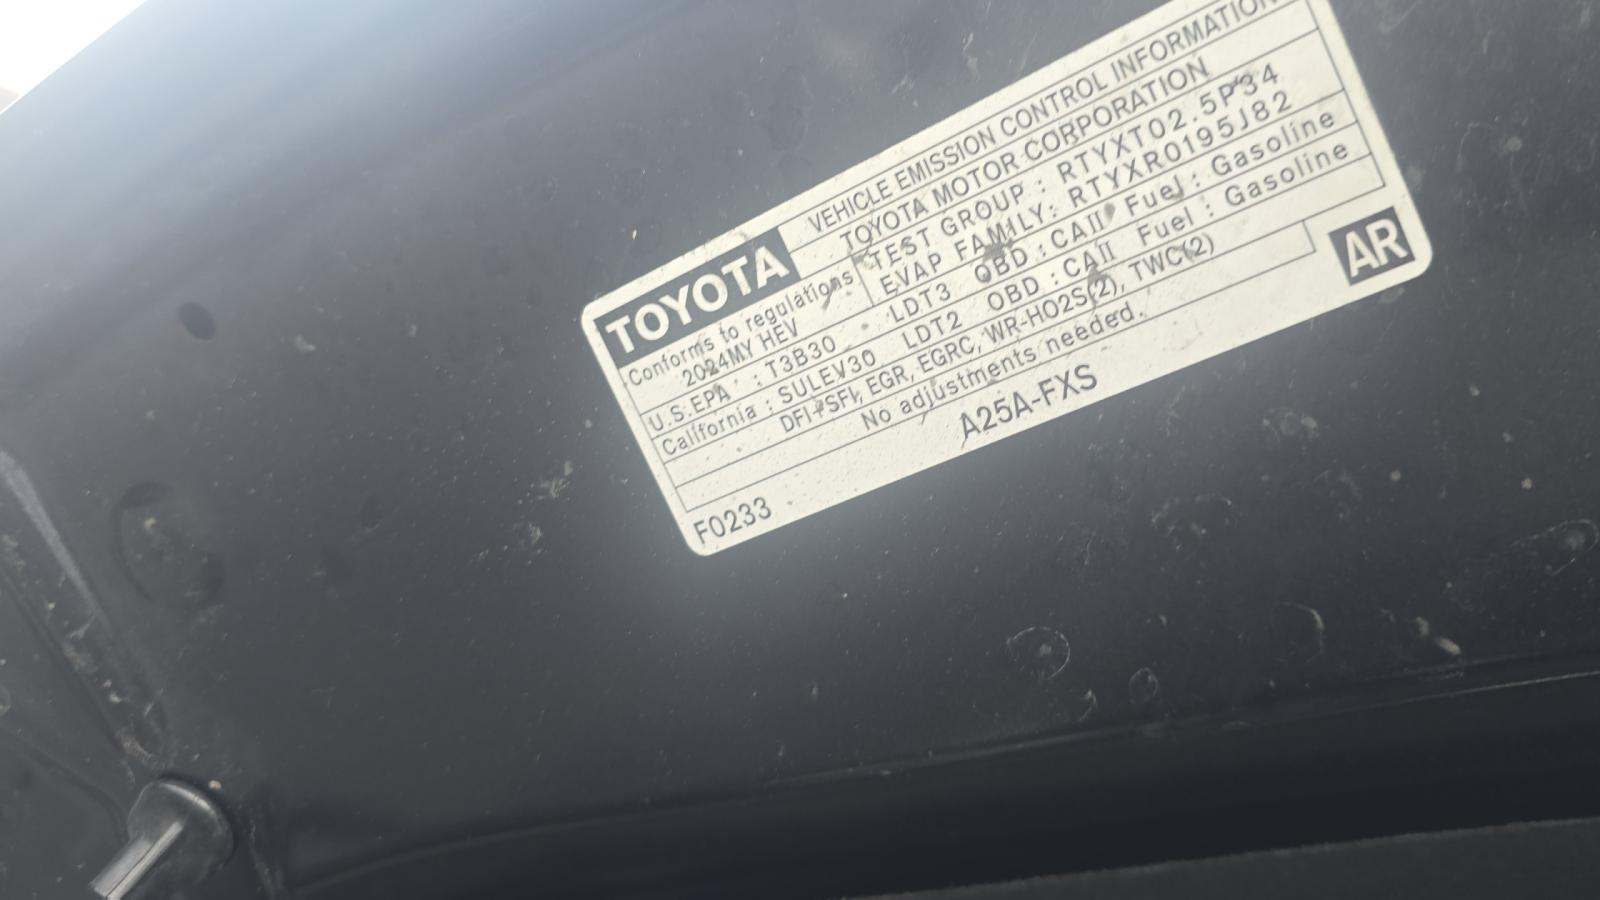 VEHICLE EMISSION CONTROL INFORMATION
TOYOTA
TOYOTA MOTOR CORPORATION
Conforms to regulations
2024MY HEV
TEST GROUP : RTYXT02.5P34
EVAP FAMILY: RTYXR0195J82
U.S.EPA : T3B30 LDT3 OBD : CAII Fuel : Gasoline
California : SULEV30 LDT2 OBD : CAII Fuel : Gasoline
DFI+SFI, EGR, EGRC, WR-HO2S(2), TWC(2)
No adjustments needed.
AR
A25A-FXS
F0233